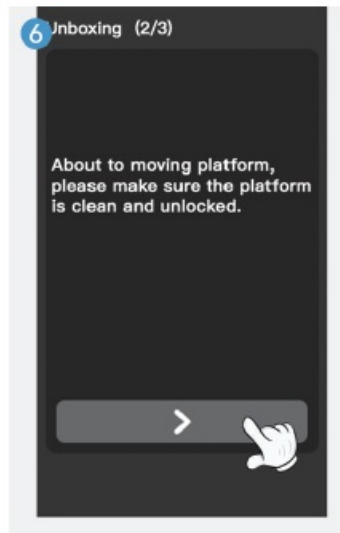 6
Unboxing (2/3)
About to moving platform,
please make sure the platform
is clean and unlocked.
>